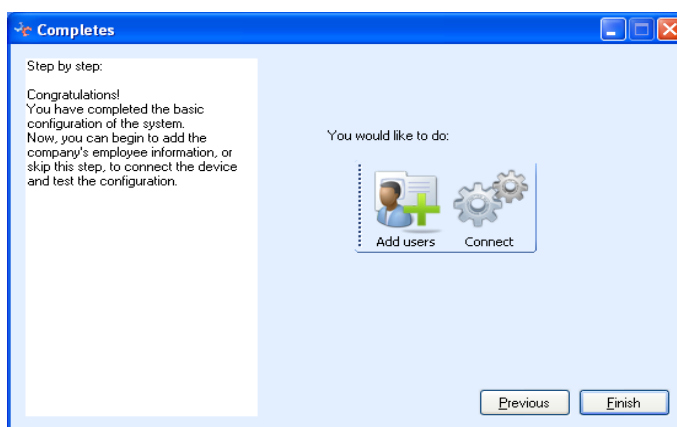 Completes
Step by step:
Congratulations!
You have completed the basic
configuration of the system.
Now, you can begin to add the
company's employee information, or
skip this step, to connect the device
and test the configuration.
You would like to do:
Add users Connect
Previous Finish